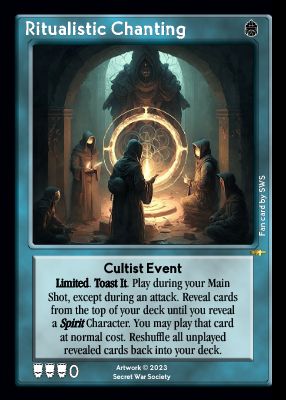 Ritualistic Chanting
Fan card by SWS
Cultist Event
Limited. Toast It. Play during your Main
Shot, except during an attack. Reveal cards
from the top of your deck until you reveal
a Spirit Character. You may play that card
at normal cost. Reshuffle all unplayed
revealed cards back into your deck.
0
Artwork © 2023
Secret War Society